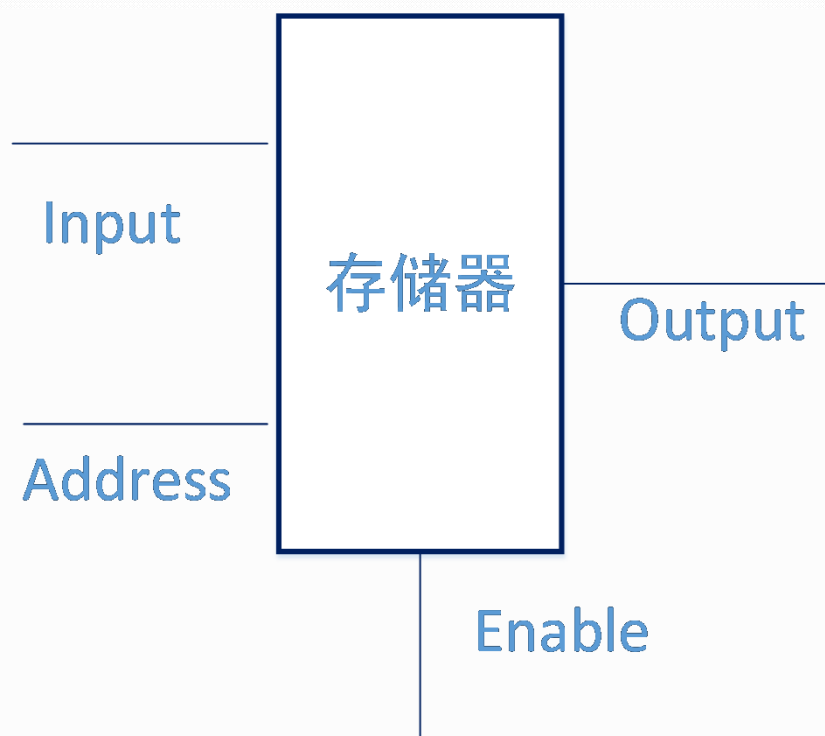 Input
存储器
Output
Address
Enable